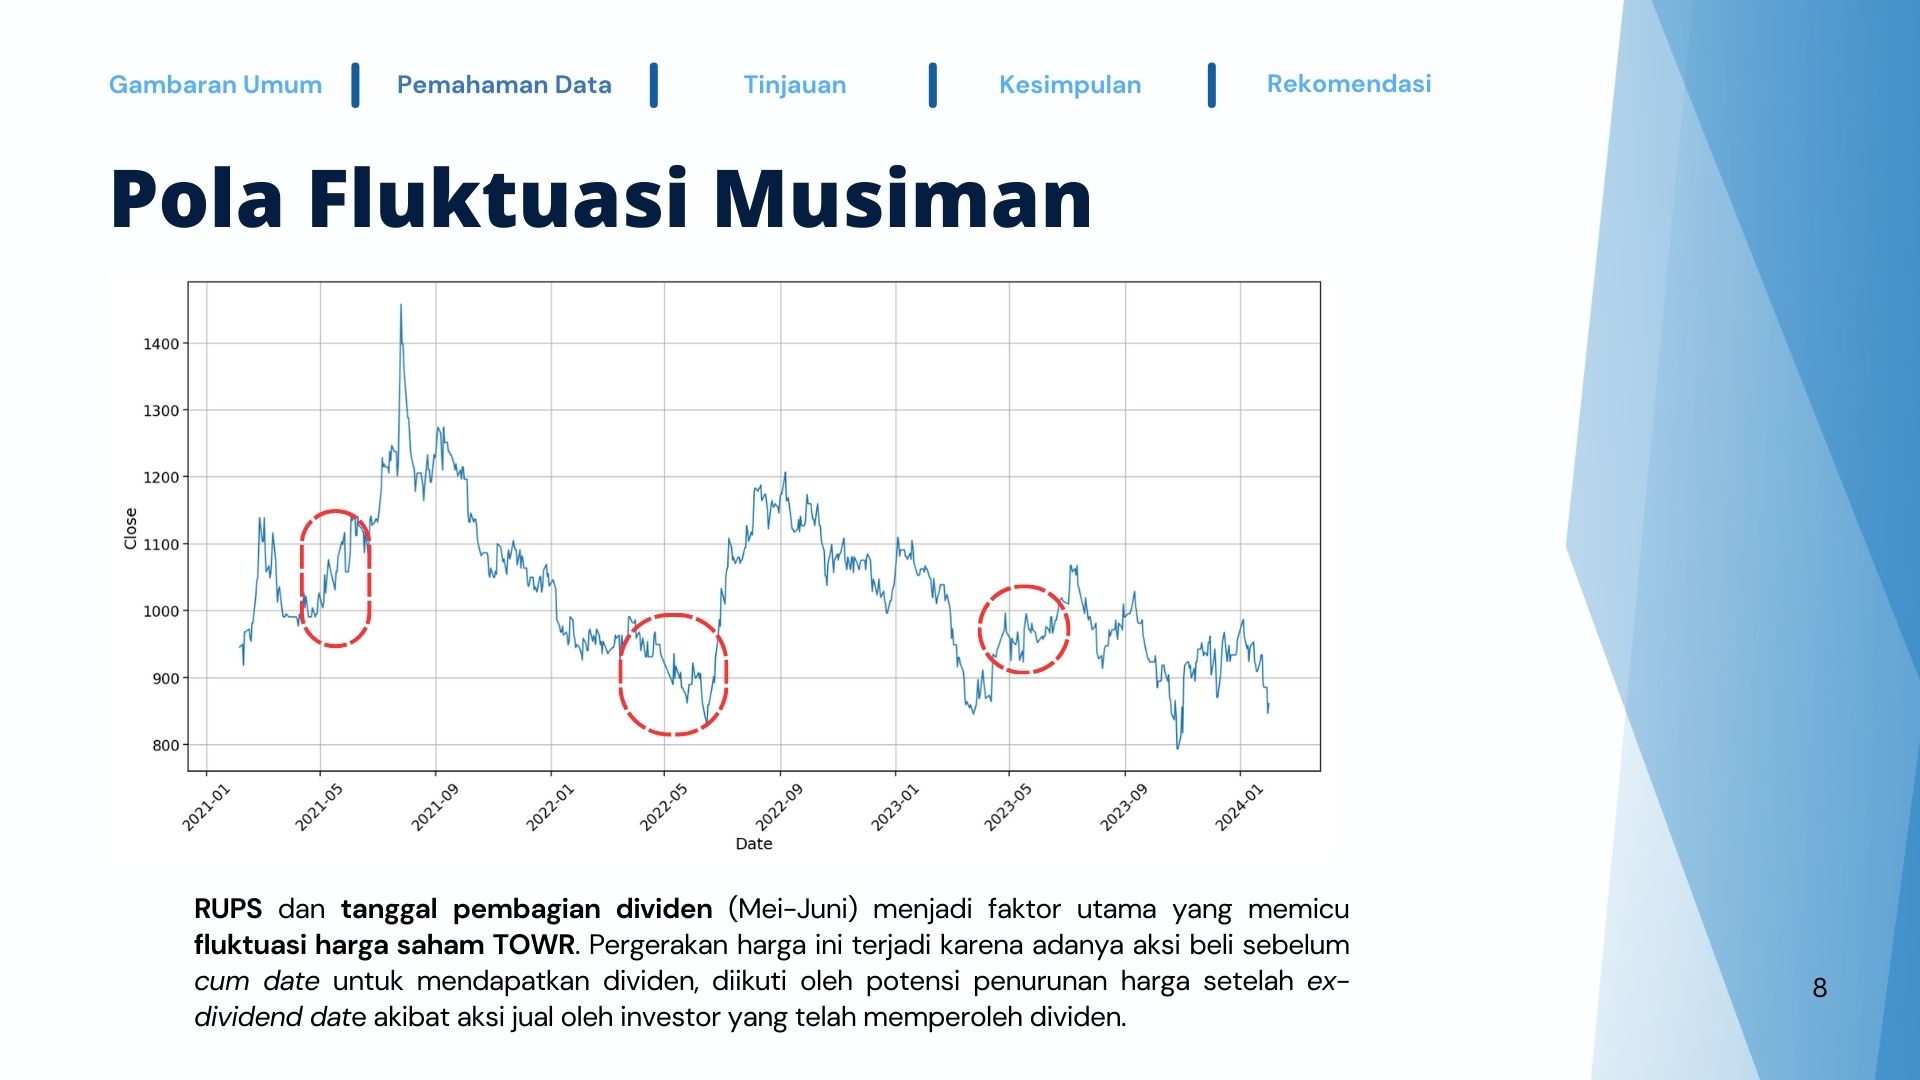 Gambaran Umum
Pemahaman Data
Tinjauan
Kesimpulan
Rekomendasi
Pola Fluktuasi Musiman
1400
1300
1200
1100
1000
900
800
Close
2021-01
2021-05
2021-09
2022-01
2022-05
2022-09
2023-01
2023-05
2023-09
2024-01
Date
RUPS dan tanggal pembagian dividen (Mei-Juni) menjadi faktor utama yang memicu
fluktuasi harga saham TOWR. Pergerakan harga ini terjadi karena adanya aksi beli sebelum
cum date untuk mendapatkan dividen, diikuti oleh potensi penurunan harga setelah ex-
dividend date akibat aksi jual oleh investor yang telah memperoleh dividen.
8